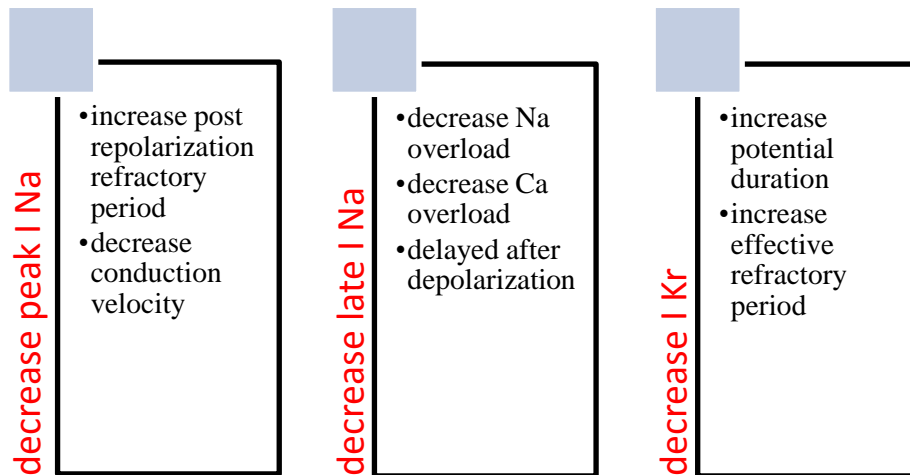 decrease peak I Na
•increase post
repolarization
refractory
period
•decrease
conduction
velocity
decrease late I Na
•decrease Na
overload
•decrease Ca
overload
•delayed after
depolarization
decrease I Kr
•increase
potential
duration
•increase
effective
refractory
period